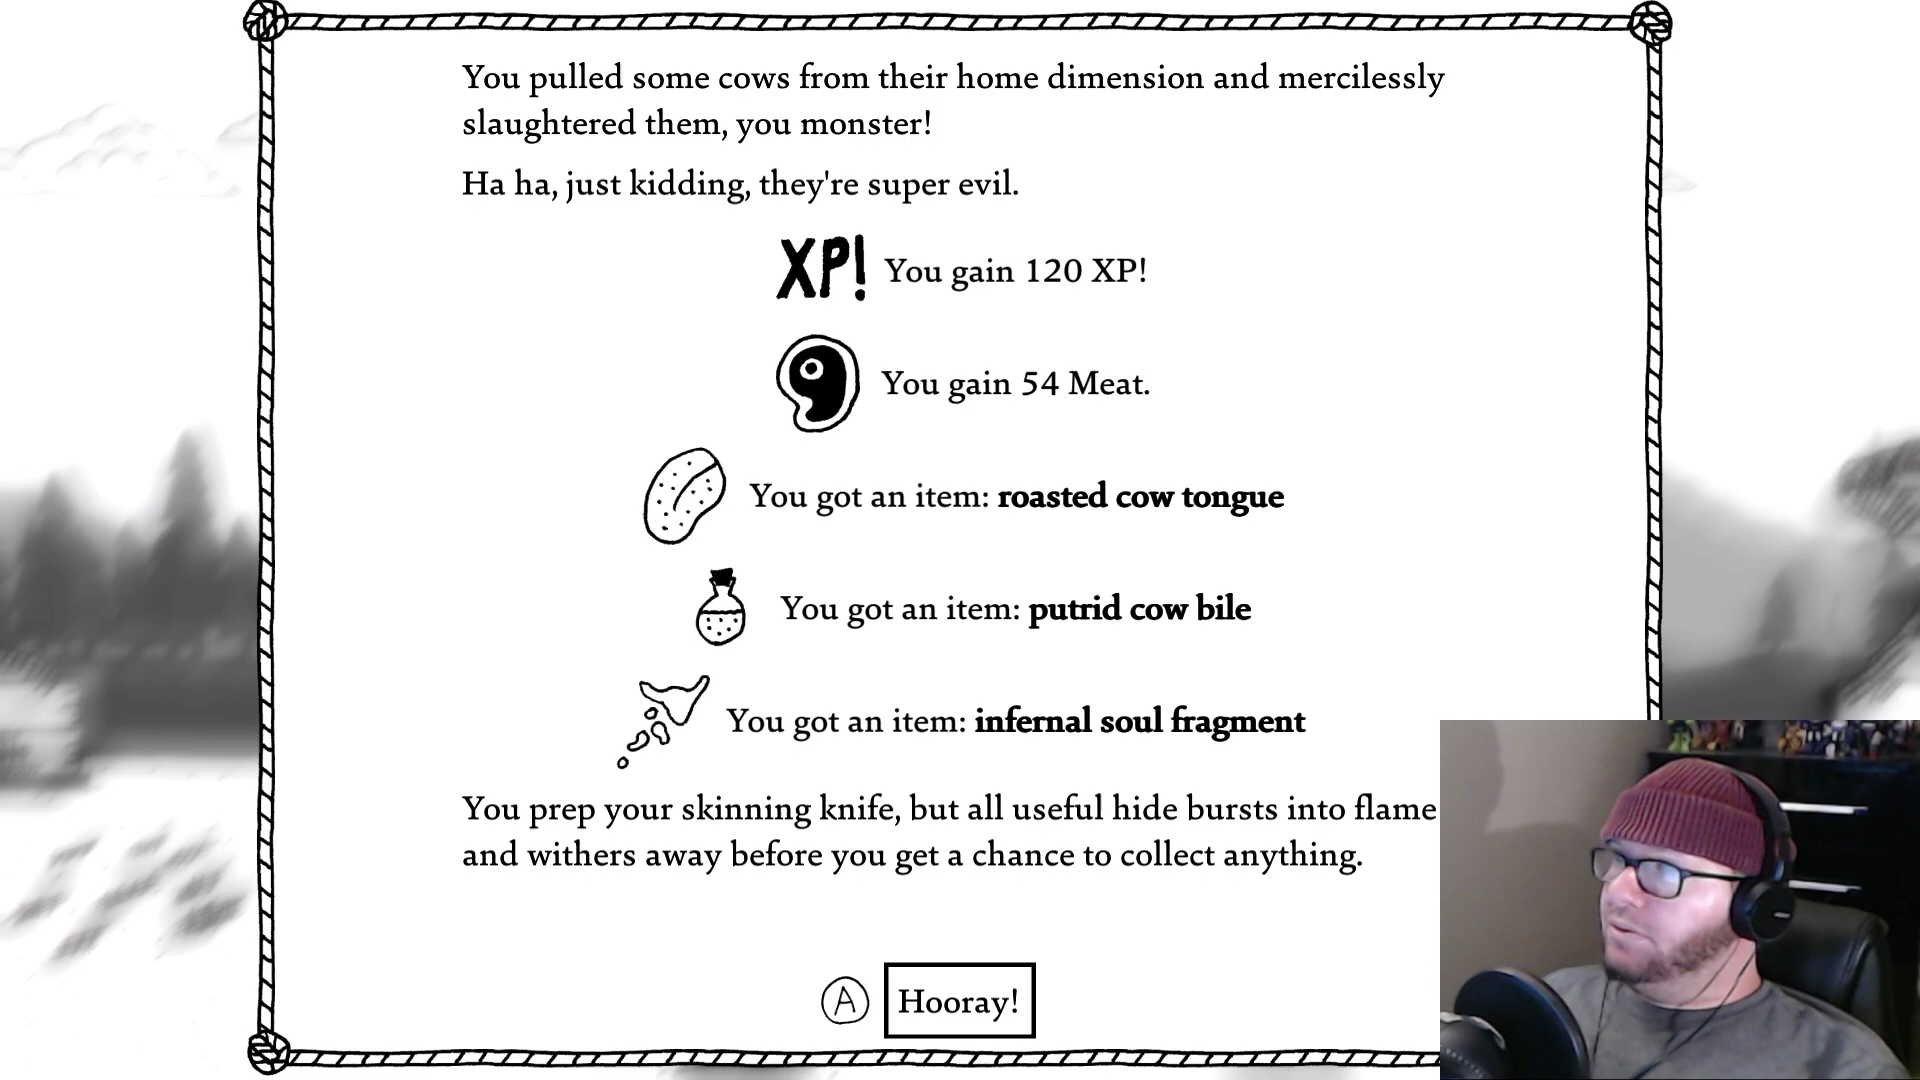 You pulled some cows from their home dimension and mercilessly
slaughtered them, you monster!
Ha ha, just kidding, they're super evil.
XP! You gain 120 XP!
You gain 54 Meat.
You got an item: roasted cow tongue
You got an item: putrid cow bile
You got an item: infernal soul fragment
You prep your skinning knife, but all useful hide bursts into flame
and withers away before you get a chance to collect anything.
A Hooray!